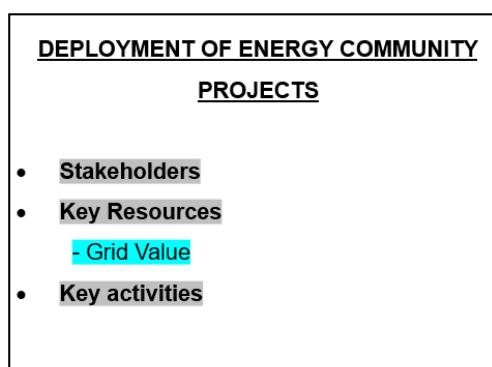 DEPLOYMENT OF ENERGY COMMUNITY
PROJECTS
• Stakeholders
• Key Resources
- Grid Value
• Key activities